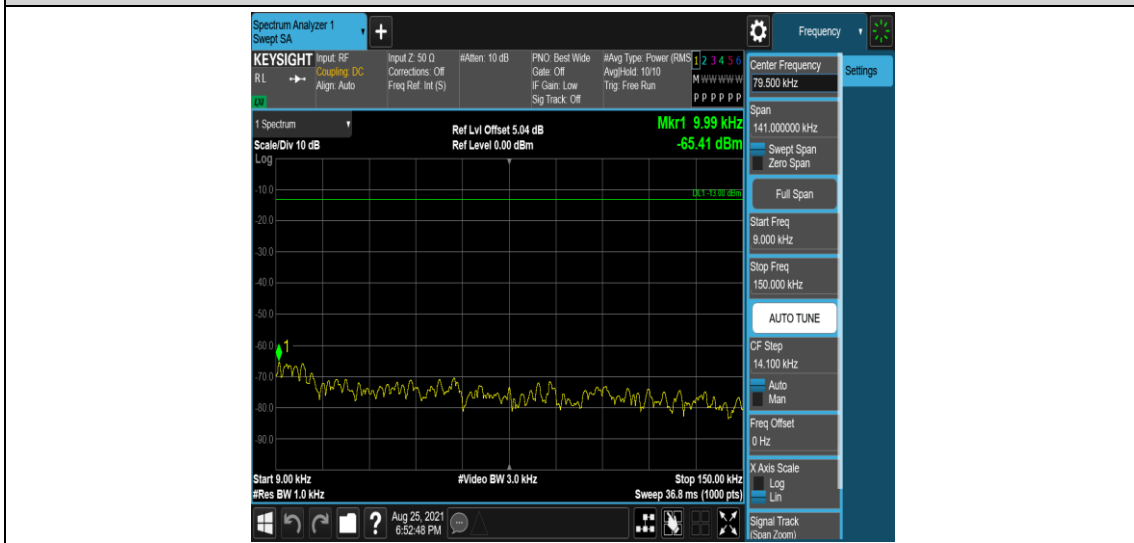 Spectrum Analyzer 1
Swept SA
+
Frequency
KEYSIGHT
RL
LXI
Input: RF
Coupling: DC
Align: Auto
Input Z: 50 Ω
Corrections: Off
Freq Ref: Int (S)
#Atten: 10 dB
PNO: Best Wide
Gate: Off
IF Gain: Low
Sig Track: Off
#Avg Type: Power (RMS
Avg|Hold: 10/10
Trig: Free Run
1 2 3 4 5 6
M W W W W W
P P P P P P
Center Frequency
79.500 kHz
Settings
Span
141.000000 kHz
Swept Span
Zero Span
Full Span
Start Freq
9.000 kHz
Stop Freq
150.000 kHz
AUTO TUNE
CF Step
14.100 kHz
Auto
Man
Freq Offset
0 Hz
X Axis Scale
Log
Lin
Signal Track
(Span Zoom)
1 Spectrum
Scale/Div 10 dB
Log
Ref Lvl Offset 5.04 dB
Ref Level 0.00 dBm
Mkr1 9.99 kHz
-65.41 dBm
DL1 -13.00 dBm
-10.0
-20.0
-30.0
-40.0
-50.0
-60.0
1
-70.0
-80.0
-90.0
Start 9.00 kHz
#Res BW 1.0 kHz
#Video BW 3.0 kHz
Stop 150.00 kHz
Sweep 36.8 ms (1000 pts)
?
Aug 25, 2021
6:52:48 PM